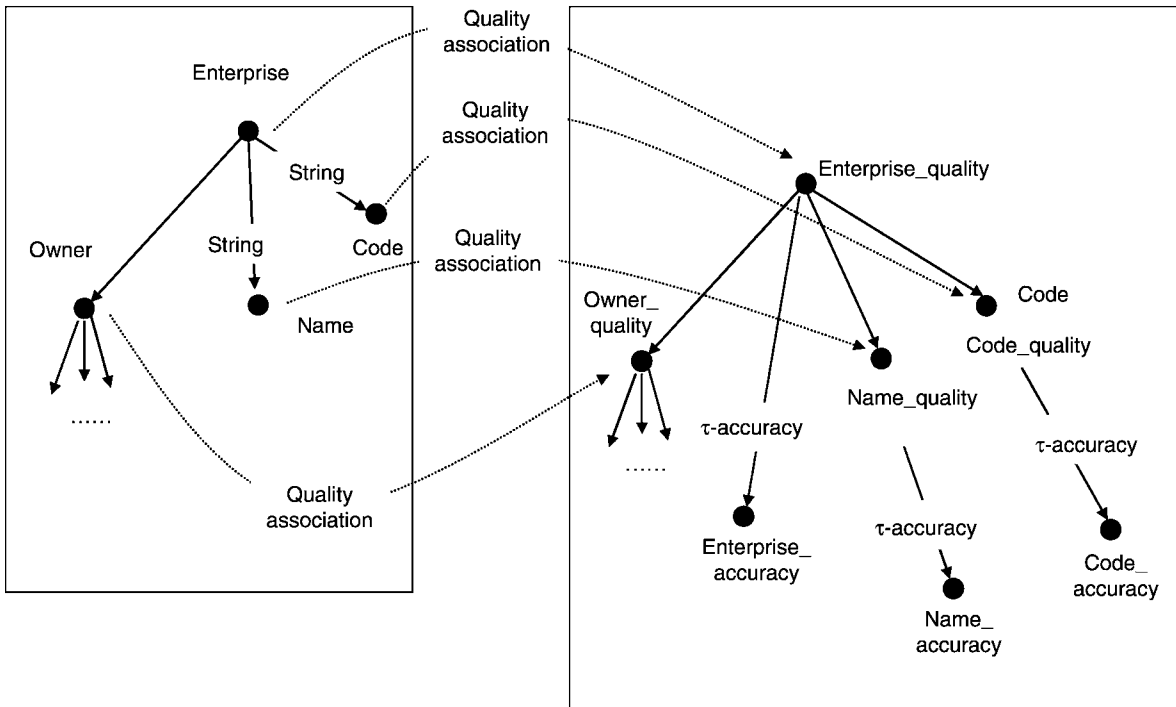 Quality
association
Enterprise
Quality
association
String
Enterprise_quality
Owner
String
Code
Quality
association
Name
Owner_
quality
Code
Code_quality
Name_quality
......
τ-accuracy
τ-accuracy
......
Quality
association
τ-accuracy
Enterprise_
accuracy
Code_
accuracy
Name_
accuracy